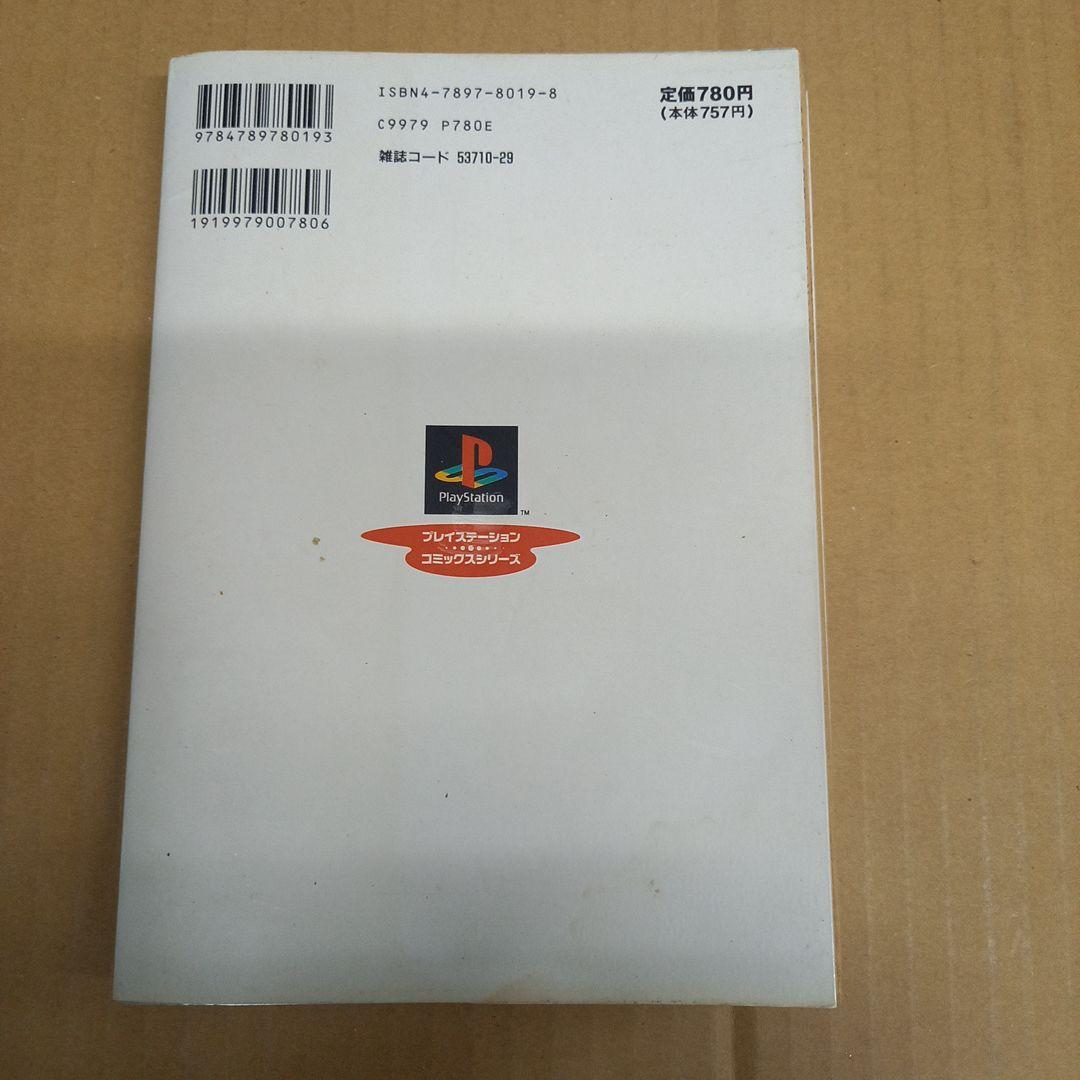 ISBN4-7897-8019-8
C9979 P780E
雑誌コード 53710-29
定価780円
(本体757円)
9784789780193
1919979007806
PlayStation
TM
プレイステーション
コミックスシリーズ